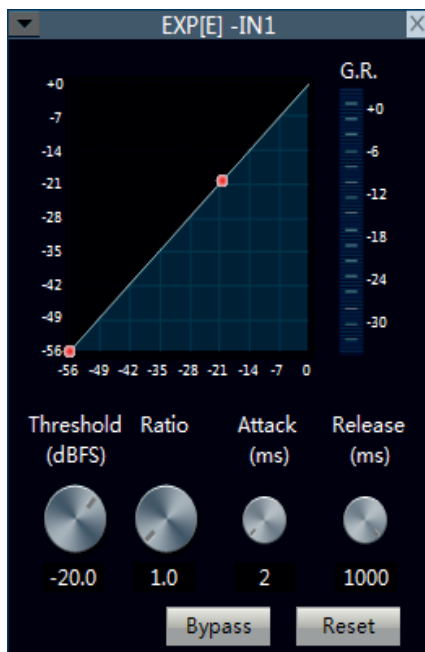 EXP[E] -IN1
X
G.R.
+0
-7
-14
-21
-28
-35
-42
-49
-56
-56 -49 -42 -35 -28 -21 -14 -7 0
+0
-6
-12
-18
-24
-30
Threshold (dBFS)
Ratio
Attack (ms)
Release (ms)
-20.0 1.0 2 1000
Bypass Reset